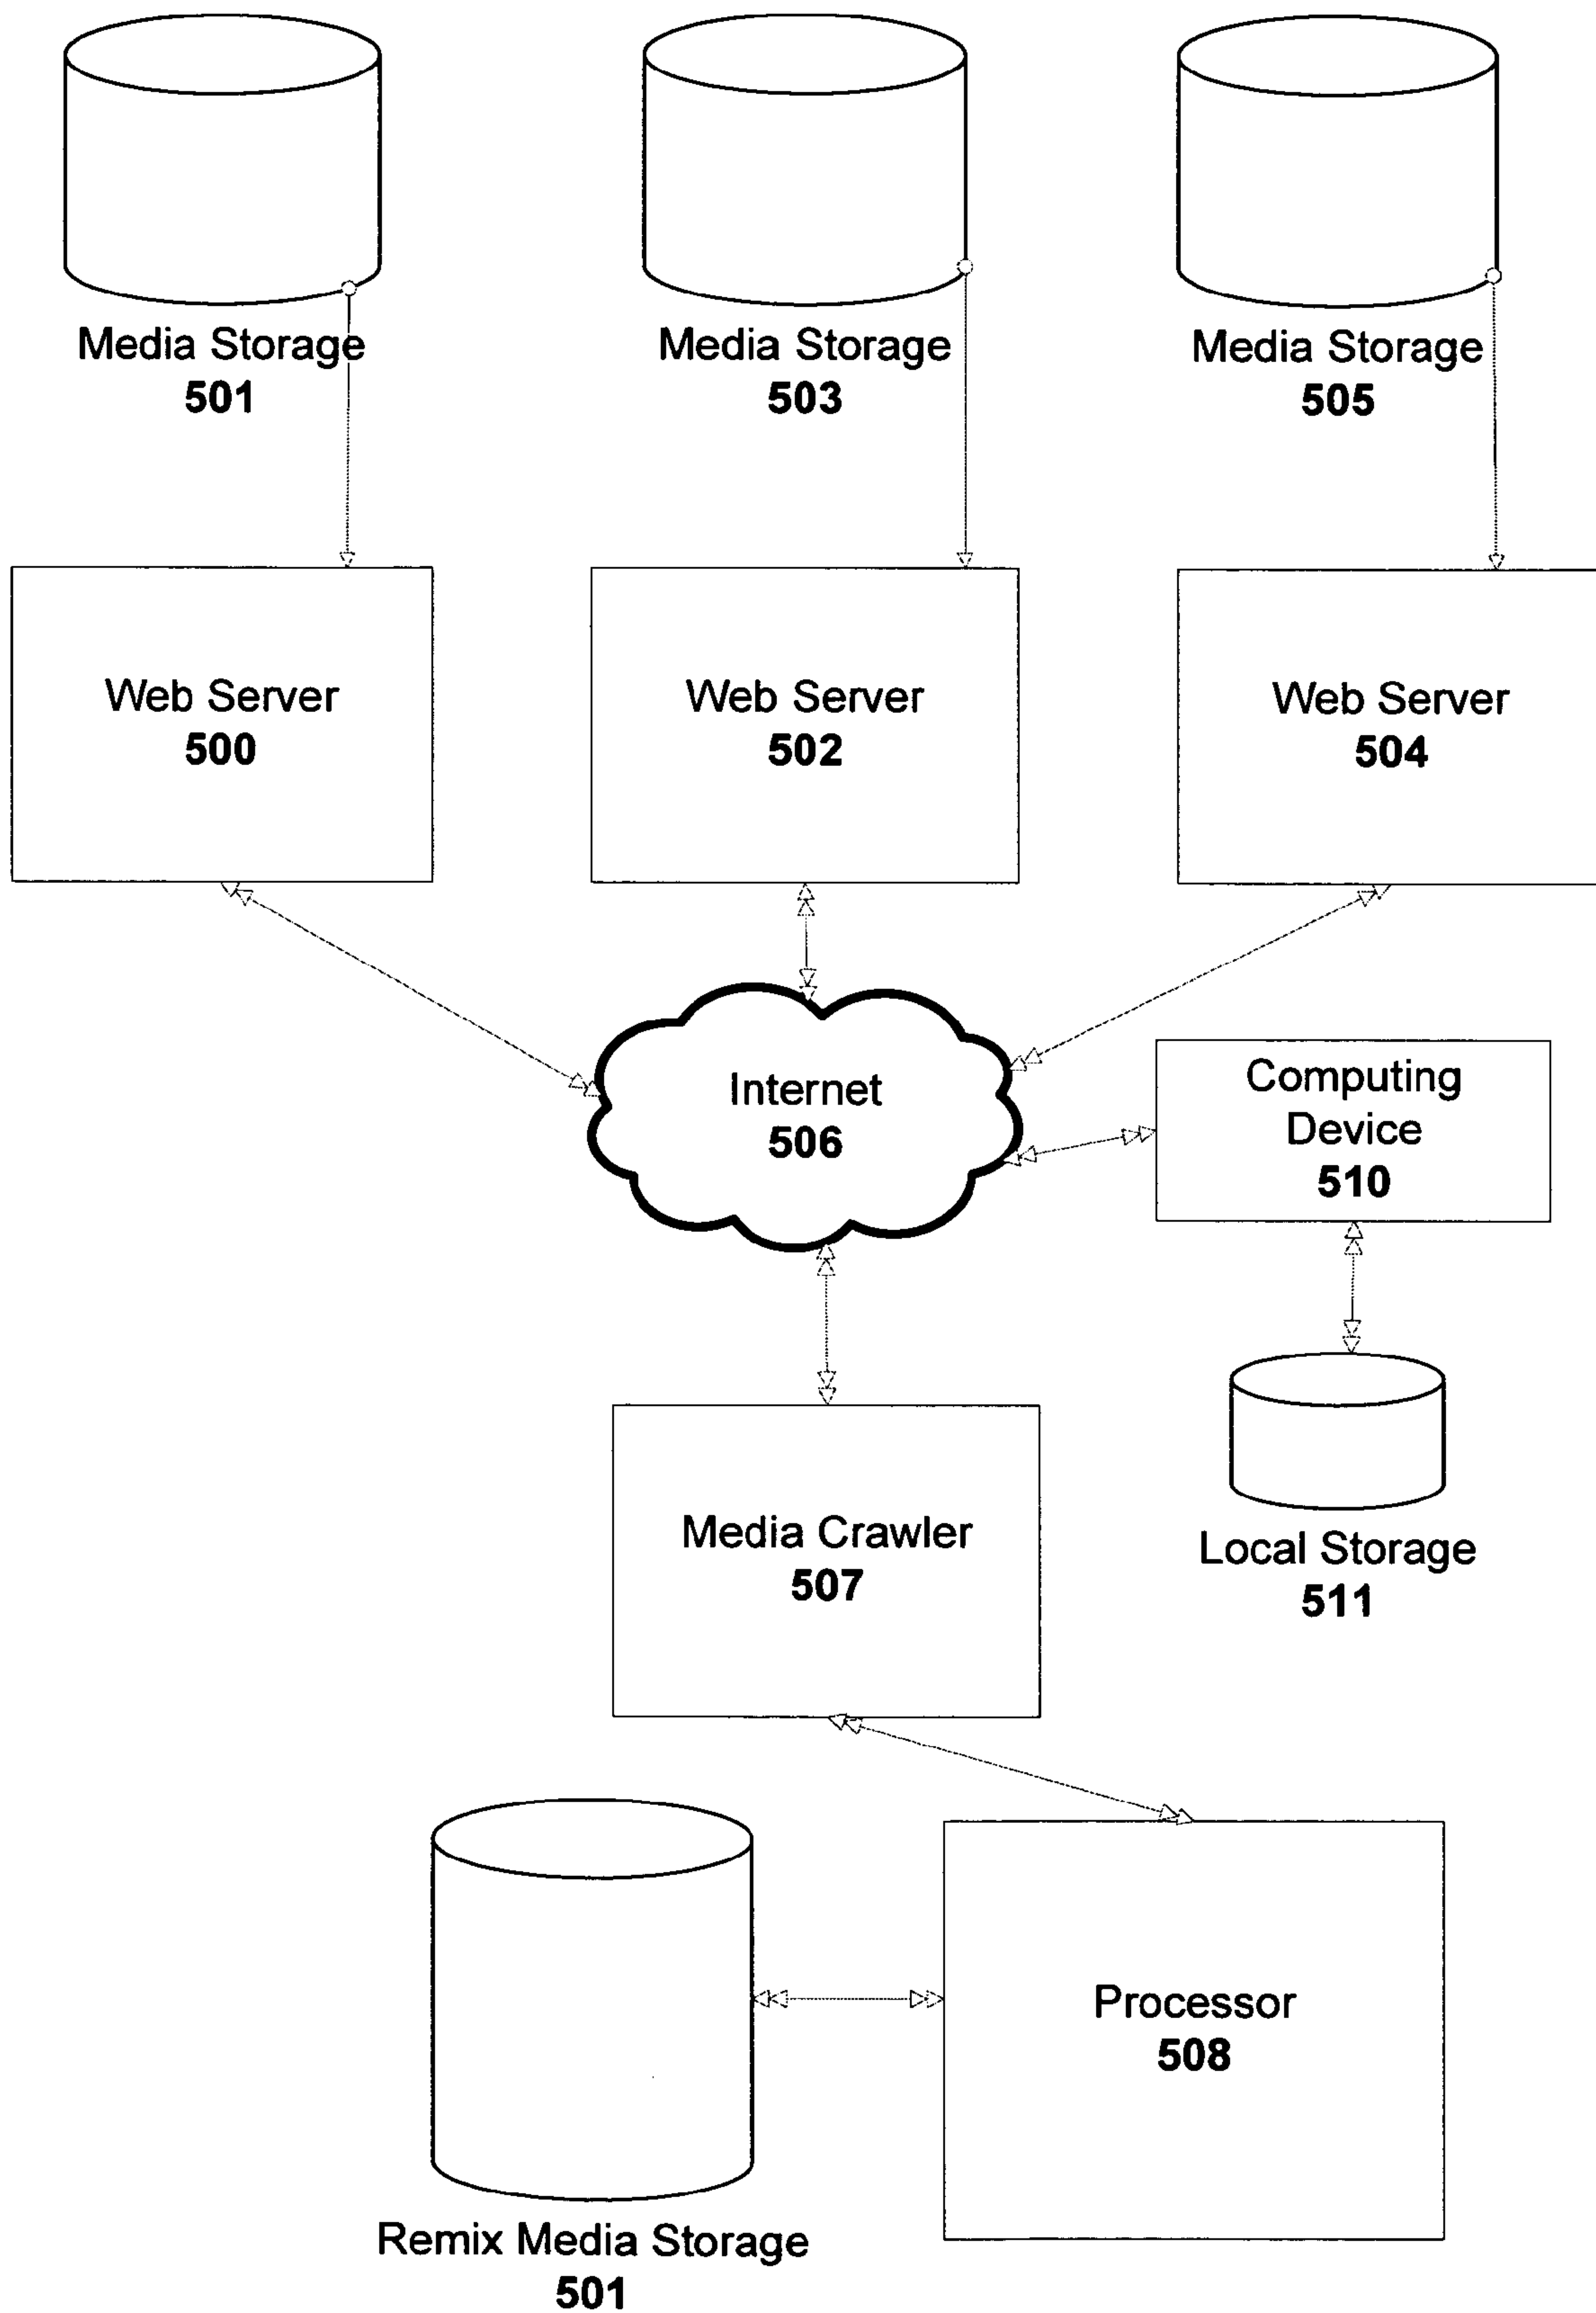 Media Storage
501
Media Storage
503
Media Storage
505
Web Server
500
Web Server
502
Web Server
504
Internet
506
Computing
Device
510
Media Crawler
507
Local Storage
511
Processor
508
Remix Media Storage
501